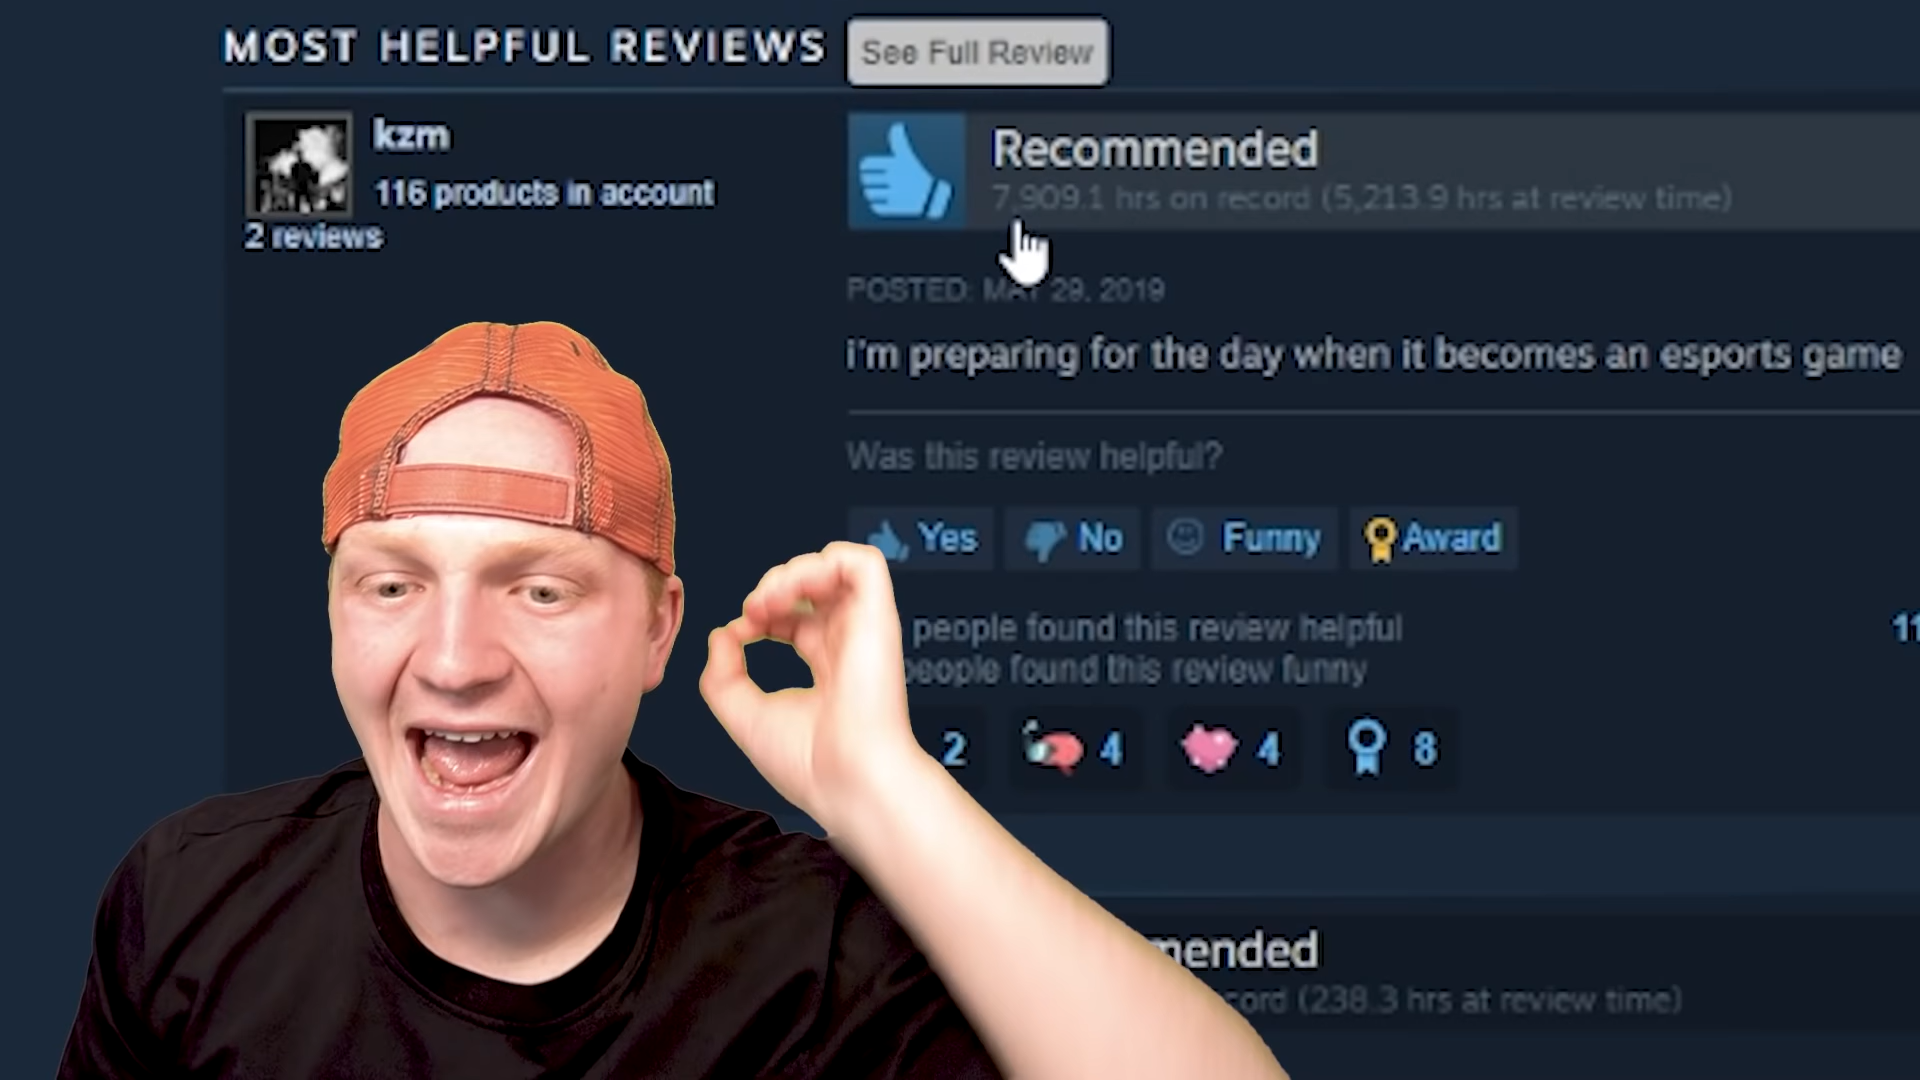 MOST HELPFUL REVIEWS
See Full Review
kzm
116 products in account
2 reviews
Recommended
7,909.1 hrs on record (5,213.9 hrs at review time)
POSTED: MAY 29, 2019
i'm preparing for the day when it becomes an esports game
Was this review helpful?
Yes
No
Funny
Award
people found this review helpful
11
people found this review funny
2
4
4
8
mended
cord (238.3 hrs at review time)